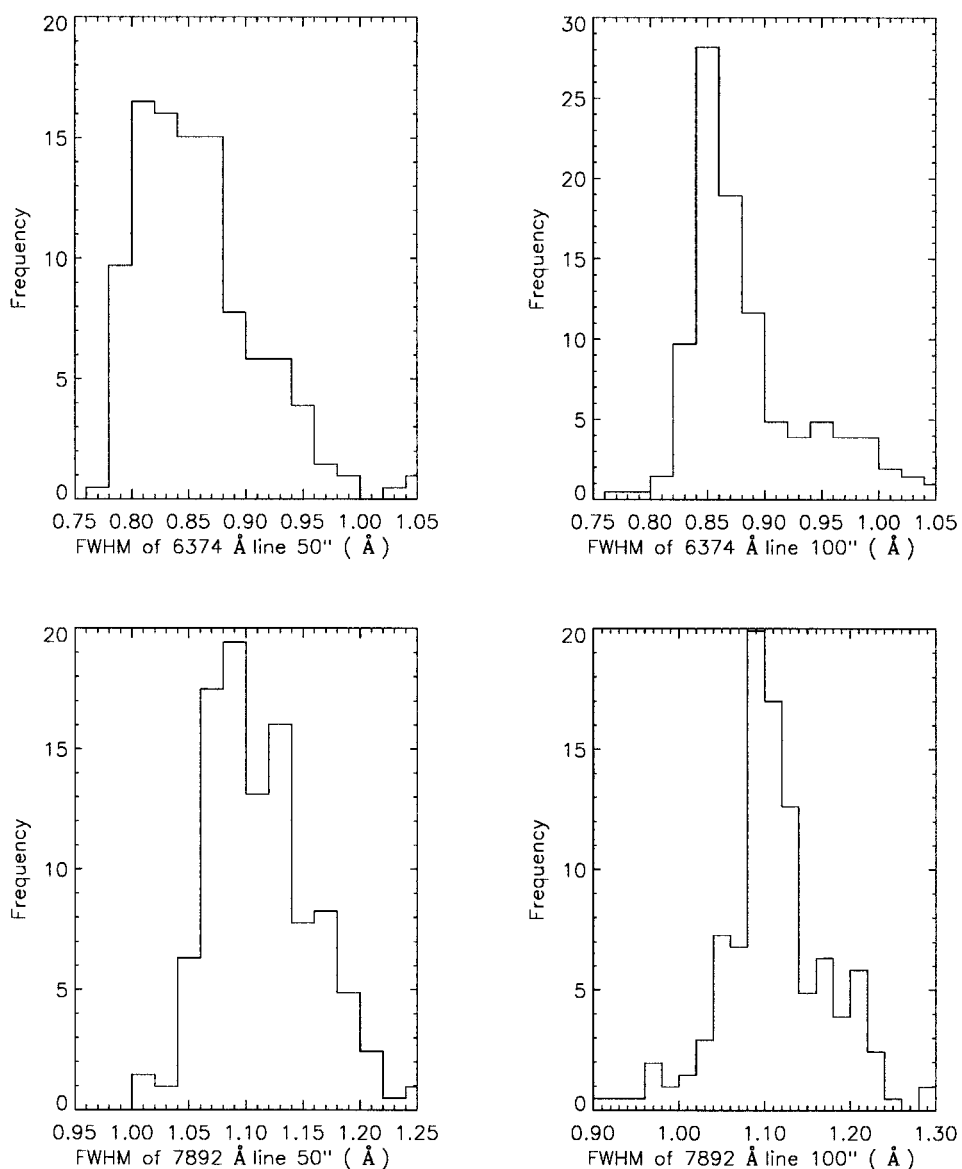 20
15
10
5
0
Frequency
0.75 0.80 0.85 0.90 0.95 1.00 1.05
FWHM of 6374 Å line 50" ( Å )
30
25
20
15
10
5
0
Frequency
0.75 0.80 0.85 0.90 0.95 1.00 1.05
FWHM of 6374 Å line 100" ( Å )
20
15
10
5
0
Frequency
0.95 1.00 1.05 1.10 1.15 1.20 1.25
FWHM of 7892 Å line 50" ( Å )
20
15
10
5
0
Frequency
0.90 1.00 1.10 1.20 1.30
FWHM of 7892 Å line 100" ( Å )